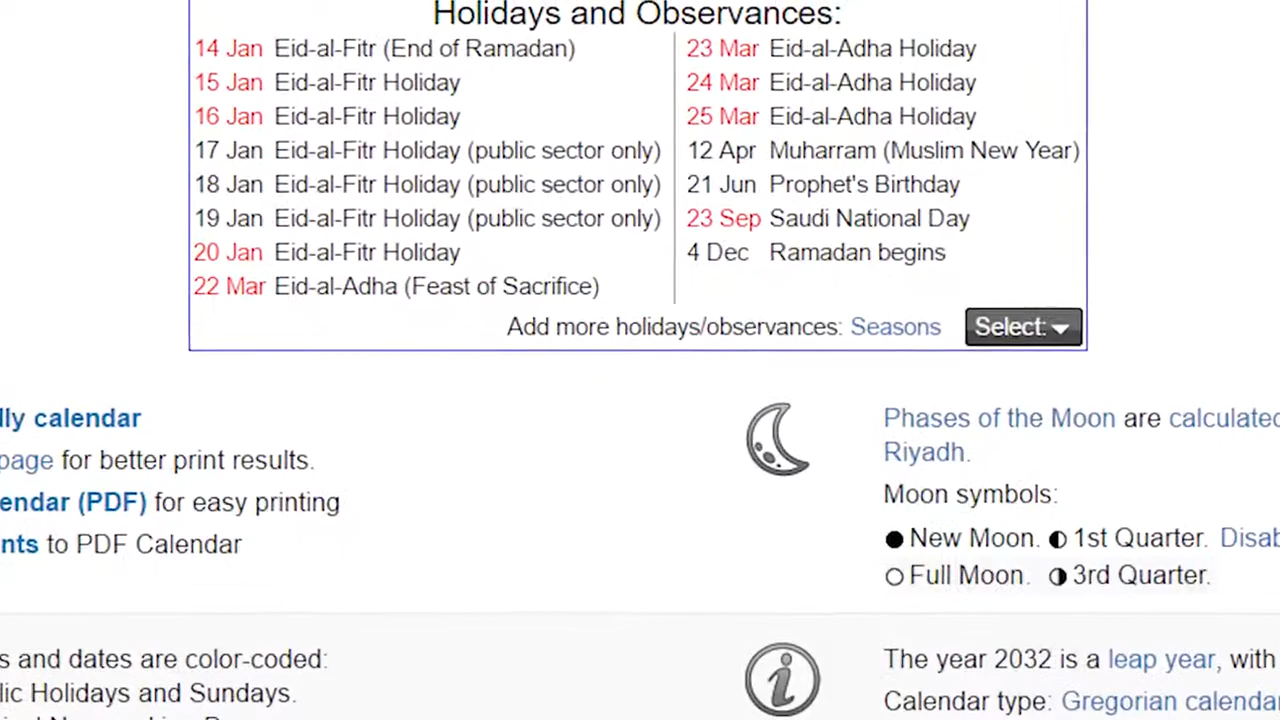 Holidays and Observances:
14 Jan Eid-al-Fitr (End of Ramadan)
15 Jan Eid-al-Fitr Holiday
16 Jan Eid-al-Fitr Holiday
17 Jan Eid-al-Fitr Holiday (public sector only)
18 Jan Eid-al-Fitr Holiday (public sector only)
19 Jan Eid-al-Fitr Holiday (public sector only)
20 Jan Eid-al-Fitr Holiday
22 Mar Eid-al-Adha (Feast of Sacrifice)
23 Mar Eid-al-Adha Holiday
24 Mar Eid-al-Adha Holiday
25 Mar Eid-al-Adha Holiday
12 Apr Muharram (Muslim New Year)
21 Jun Prophet's Birthday
23 Sep Saudi National Day
4 Dec Ramadan begins
Add more holidays/observances: Seasons Select:
lly calendar
page for better print results.
endar (PDF) for easy printing
nts to PDF Calendar
Phases of the Moon are calculated
Riyadh.
Moon symbols:
New Moon. 1st Quarter. Disab
Full Moon. 3rd Quarter.
s and dates are color-coded:
lic Holidays and Sundays.
The year 2032 is a leap year, with
Calendar type: Gregorian calendar